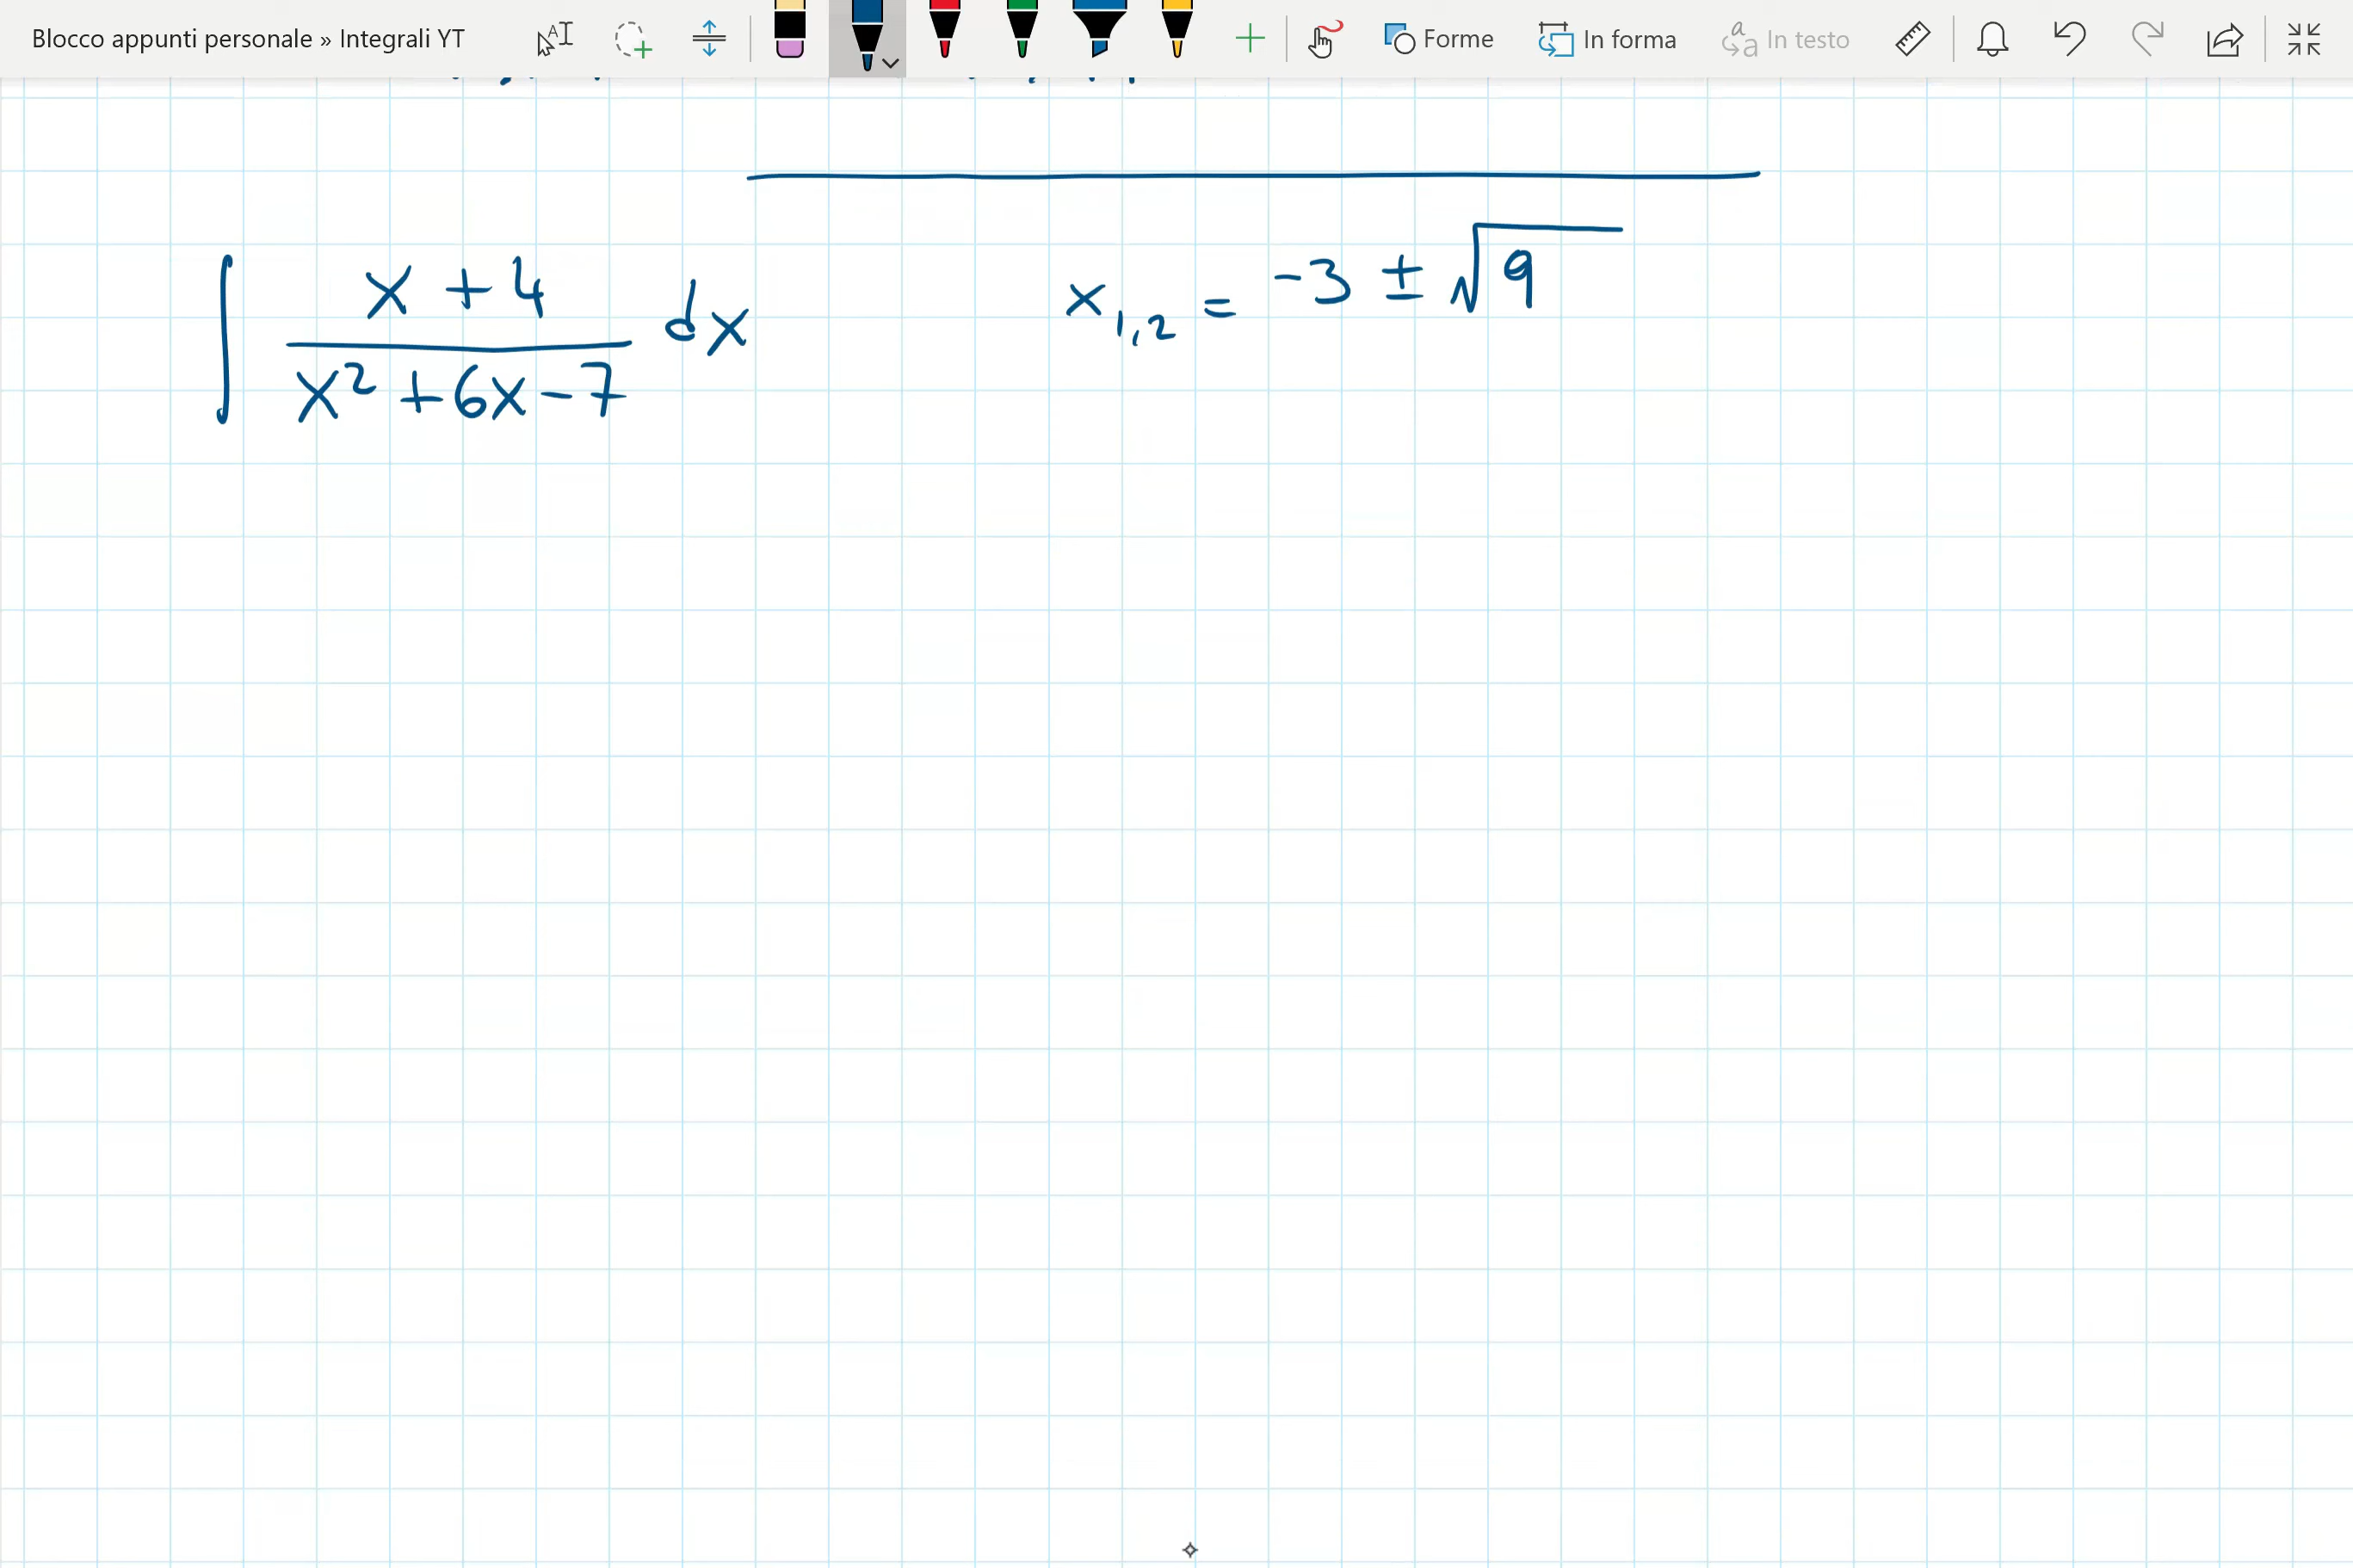 Blocco appunti personale » Integrali YT
Forme
In forma
In testo
∫ (x + 4)/(x² + 6x − 7) dx
x₁,₂ = −3 ± √9